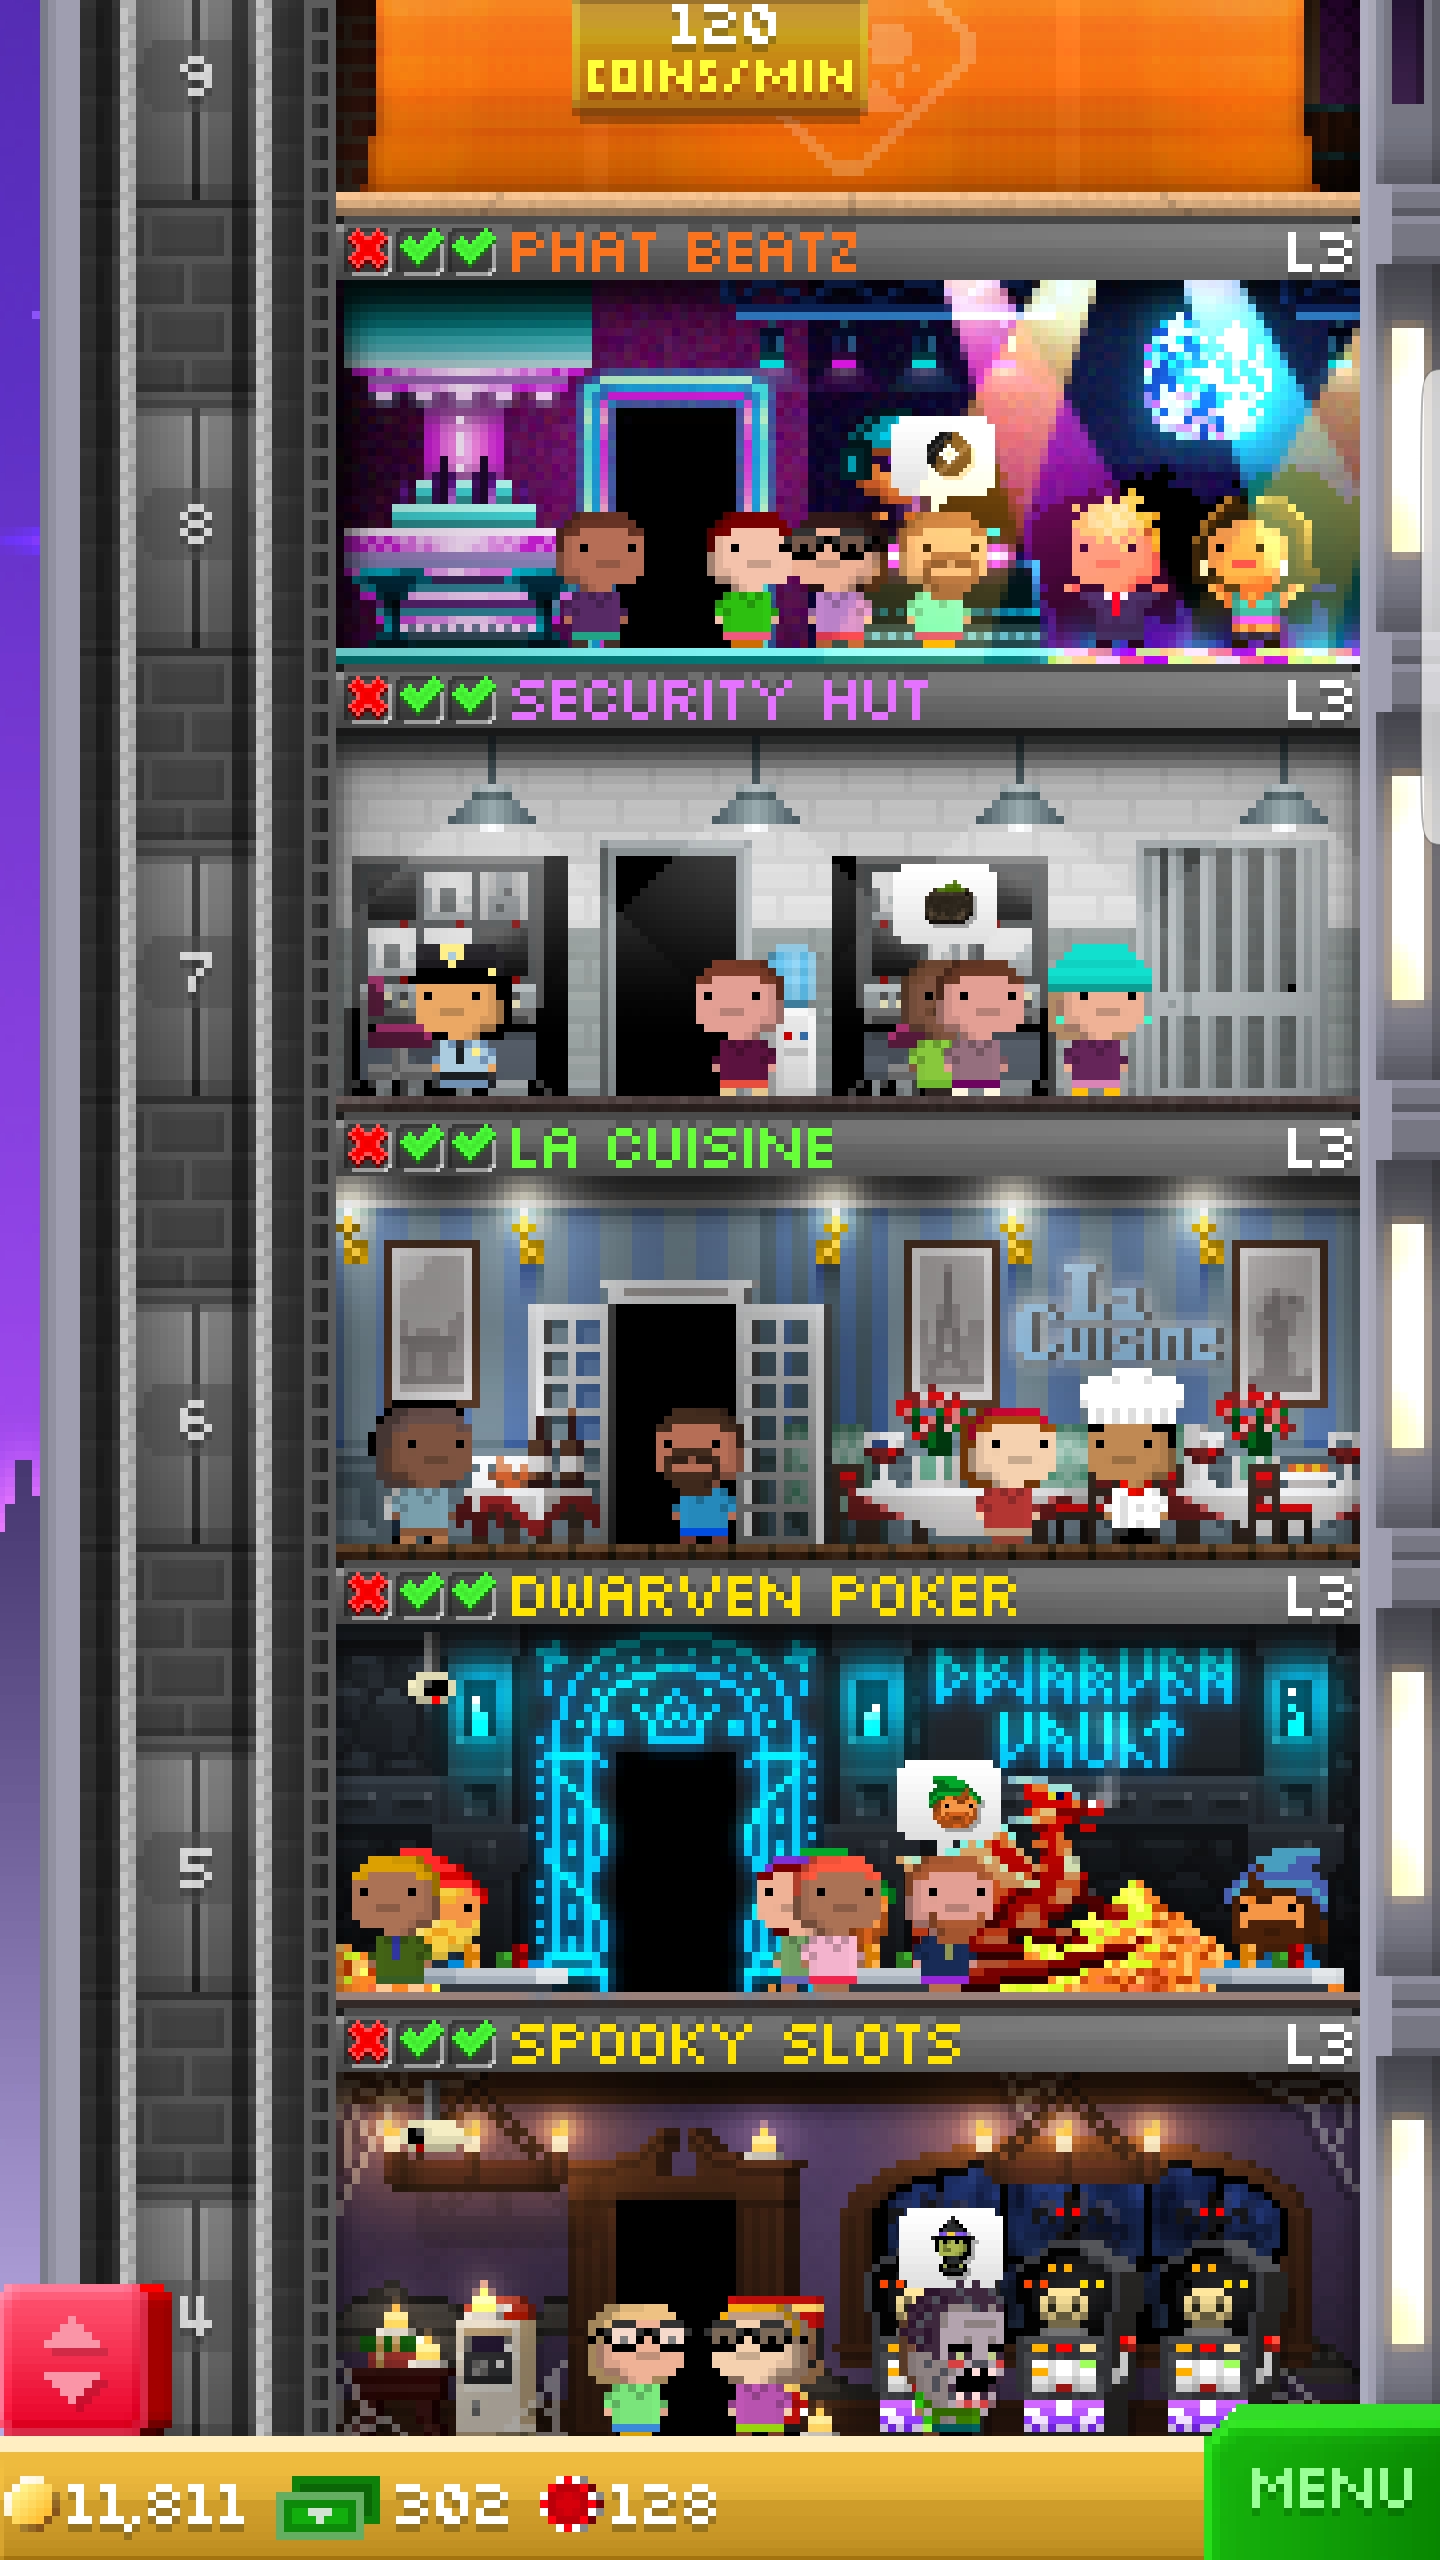 120
COINS/MIN
9
PHAT BEATZ L3
8
SECURITY HUT L3
7
LA CUISINE L3
La
Cuisine
6
DWARVEN POKER L3
DWARVEN
VAULT
5
SPOOKY SLOTS L3
4
11,811 302 128
MENU